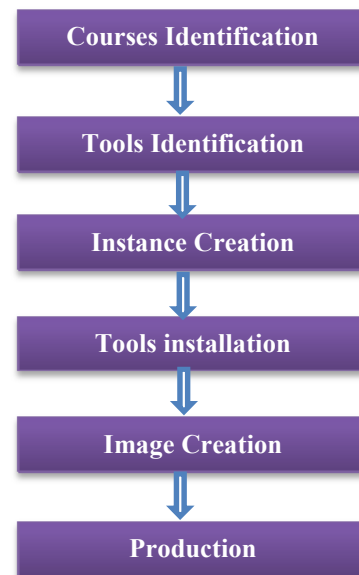 Courses Identification
Tools Identification
Instance Creation
Tools installation
Image Creation
Production